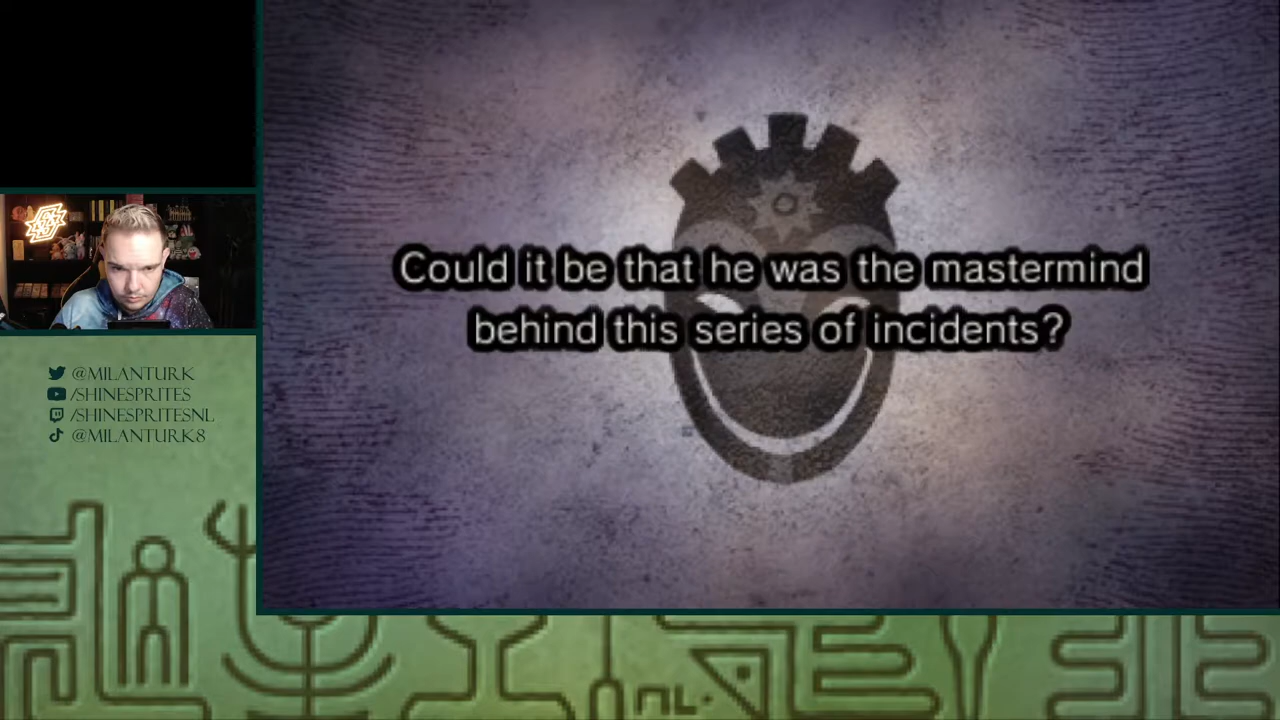 Could it be that he was the mastermind
behind this series of incidents?
@MILANTURK
/SHINESPRITES
/SHINESPRITESNL
@MILANTURK8